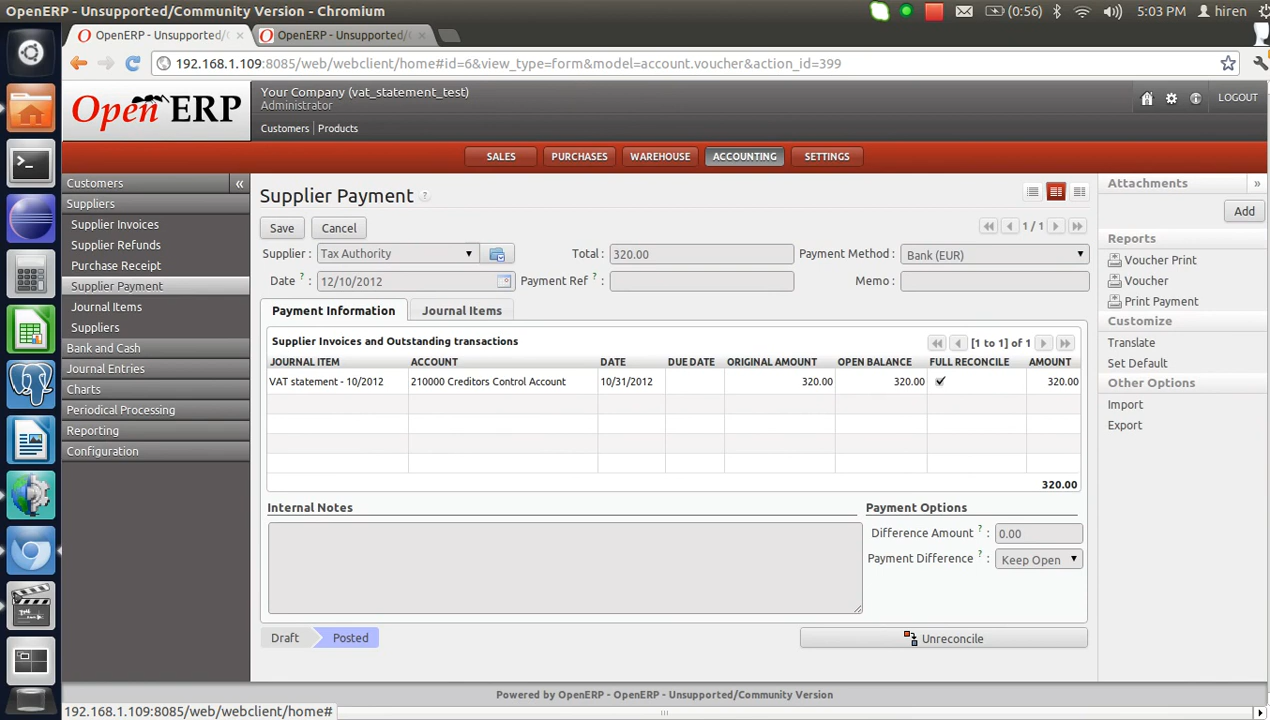 OpenERP - Unsupported/Community Version - Chromium
(0:56)
5:03 PM
hiren
OpenERP - Unsupported/C
OpenERP - Unsupported/C
192.168.1.109:8085/web/webclient/home#id=6&view_type=form&model=account.voucher&action_id=399
OpenERP
Your Company (vat_statement_test)
Administrator
Customers | Products
LOGOUT
SALES PURCHASES WAREHOUSE ACCOUNTING SETTINGS
Customers «
Suppliers
Supplier Invoices
Supplier Refunds
Purchase Receipt
Supplier Payment
Journal Items
Suppliers
Bank and Cash
Journal Entries
Charts
Periodical Processing
Reporting
Configuration
Supplier Payment ?
Save Cancel
1 / 1
Supplier : Tax Authority Total : 320.00 Payment Method : Bank (EUR)
Date ? : 12/10/2012 Payment Ref ? : Memo :
Payment Information Journal Items
Supplier Invoices and Outstanding transactions [1 to 1] of 1
JOURNAL ITEM ACCOUNT DATE DUE DATE ORIGINAL AMOUNT OPEN BALANCE FULL RECONCILE AMOUNT
VAT statement - 10/2012 210000 Creditors Control Account 10/31/2012 320.00 320.00 320.00
320.00
Internal Notes
Payment Options
Difference Amount ? : 0.00
Payment Difference ? : Keep Open
Draft Posted
Unreconcile
Attachments »
Add
Reports
Voucher Print
Voucher
Print Payment
Customize
Translate
Set Default
Other Options
Import
Export
Powered by OpenERP - OpenERP - Unsupported/Community Version
192.168.1.109:8085/web/webclient/home#